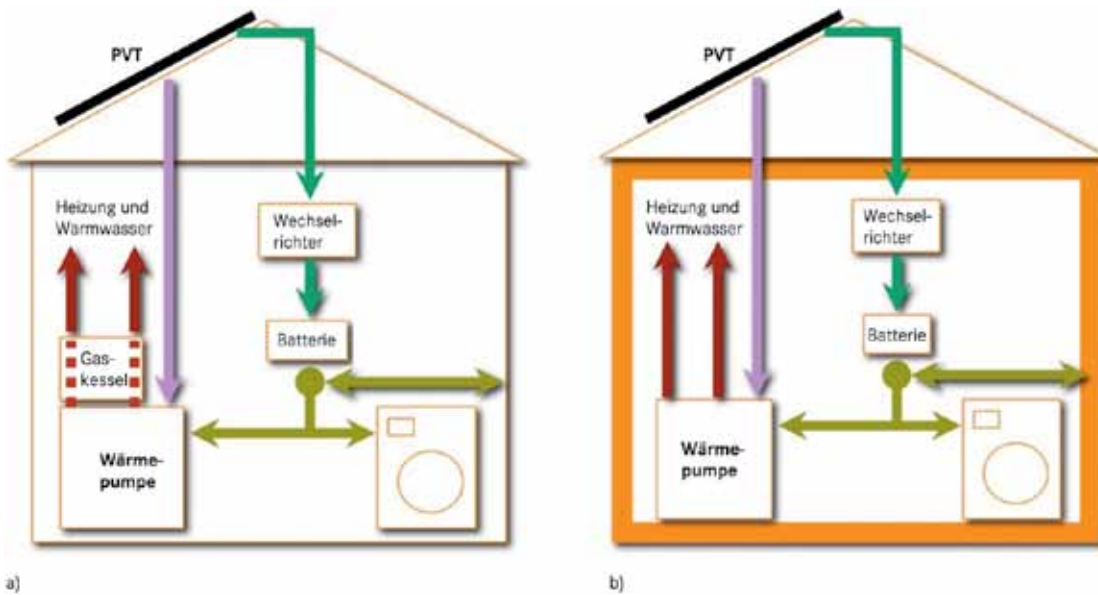 PVT
Heizung und
Warmwasser
Wechsel-
richter
Batterie
Gas-
kessel
Wärme-
pumpe
a)
PVT
Heizung und
Warmwasser
Wechsel-
richter
Batterie
Wärme-
pumpe
b)